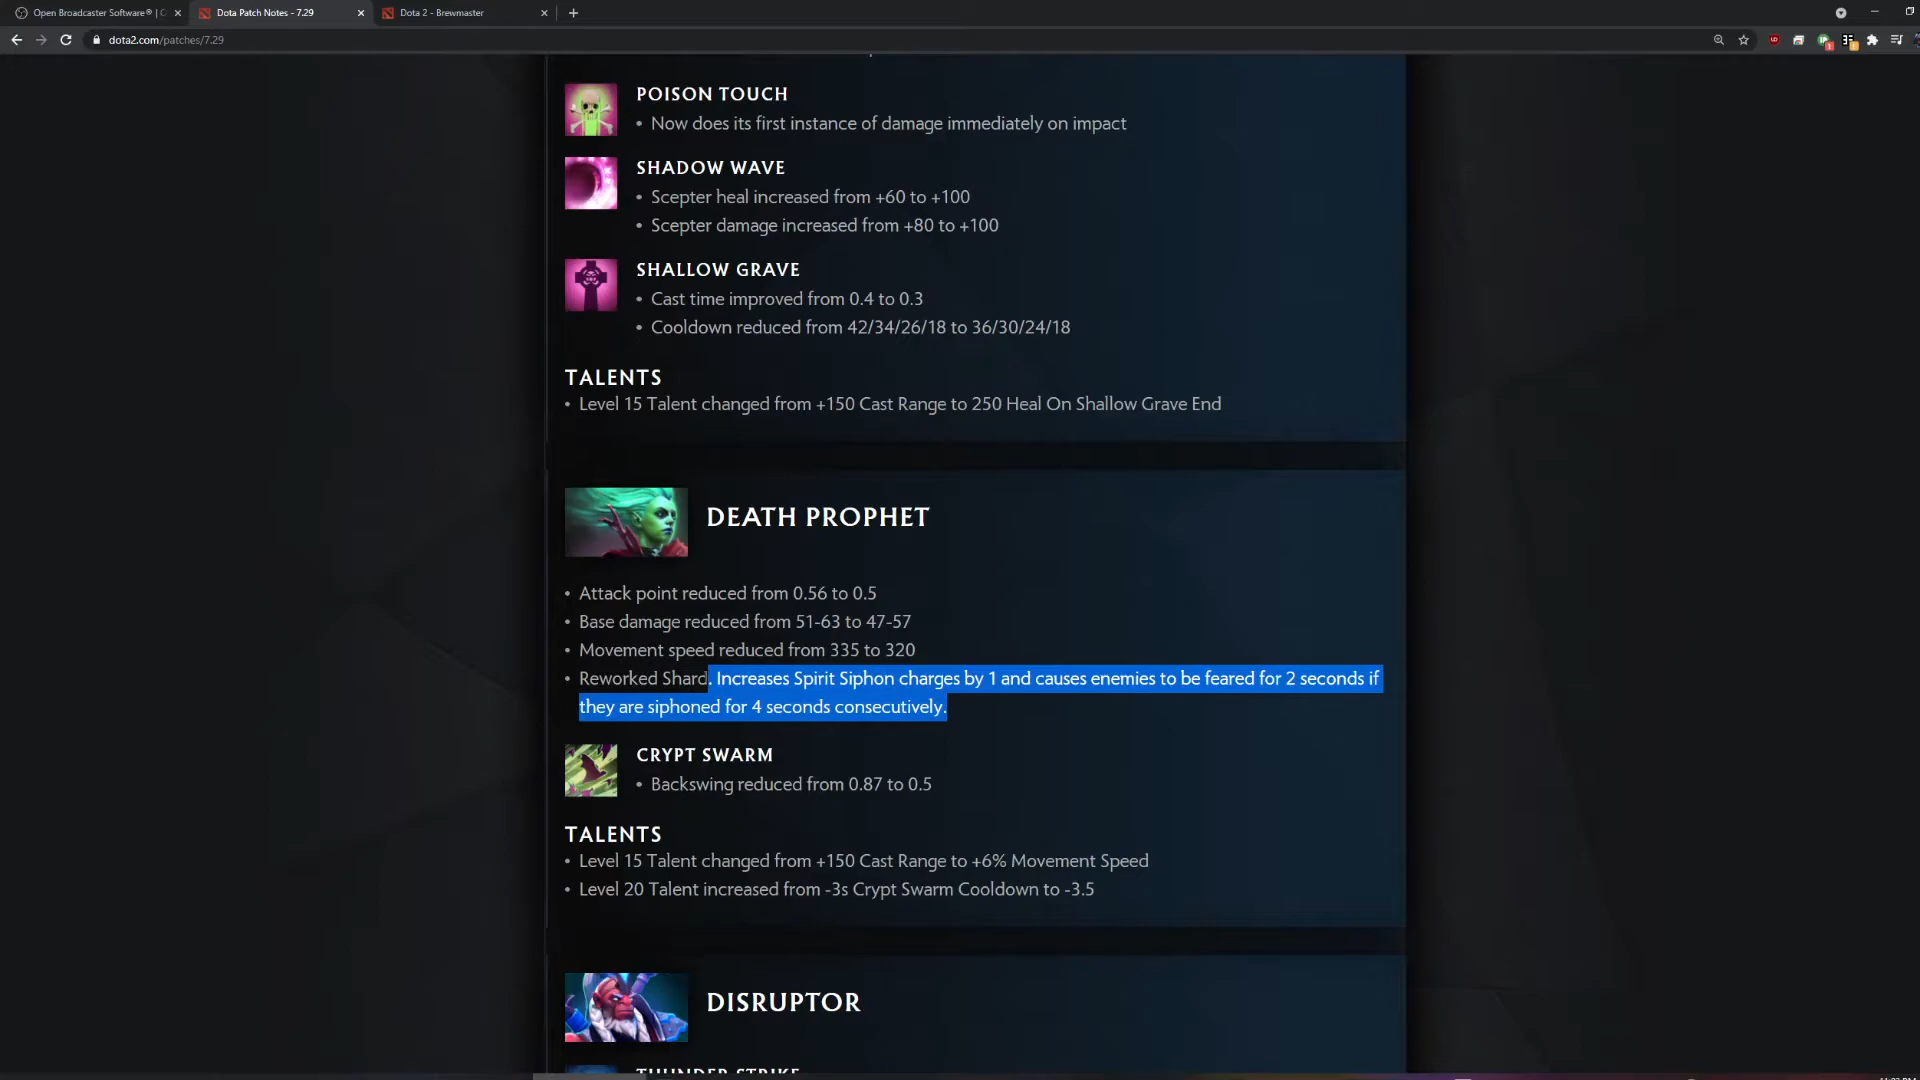 Open Broadcaster Software® |
Dota Patch Notes - 7.29
Dota 2 - Brewmaster
dota2.com/patches/7.29
POISON TOUCH
• Now does its first instance of damage immediately on impact
SHADOW WAVE
• Scepter heal increased from +60 to +100
• Scepter damage increased from +80 to +100
SHALLOW GRAVE
• Cast time improved from 0.4 to 0.3
• Cooldown reduced from 42/34/26/18 to 36/30/24/18
TALENTS
• Level 15 Talent changed from +150 Cast Range to 250 Heal On Shallow Grave End
DEATH PROPHET
• Attack point reduced from 0.56 to 0.5
• Base damage reduced from 51-63 to 47-57
• Movement speed reduced from 335 to 320
• Reworked Shard. Increases Spirit Siphon charges by 1 and causes enemies to be feared for 2 seconds if
they are siphoned for 4 seconds consecutively.
CRYPT SWARM
• Backswing reduced from 0.87 to 0.5
TALENTS
• Level 15 Talent changed from +150 Cast Range to +6% Movement Speed
• Level 20 Talent increased from -3s Crypt Swarm Cooldown to -3.5
DISRUPTOR
THUNDER STRIKE